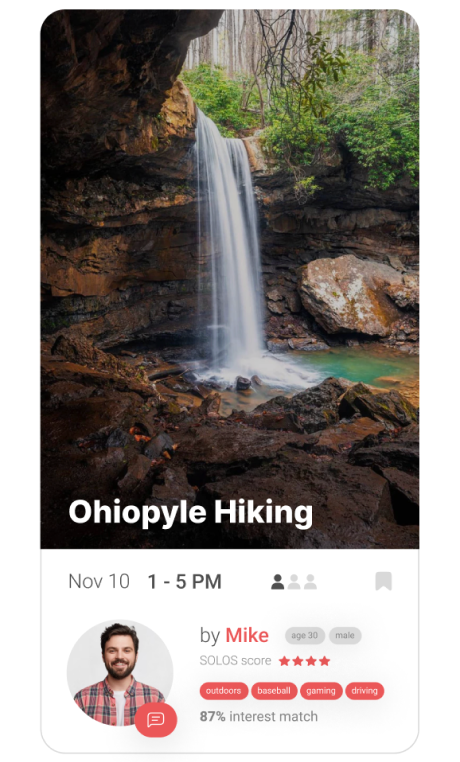 Ohiopyle Hiking
Nov 10 1 - 5 PM
by Mike age 30 male
SOLOS score
outdoors baseball gaming driving
87% interest match